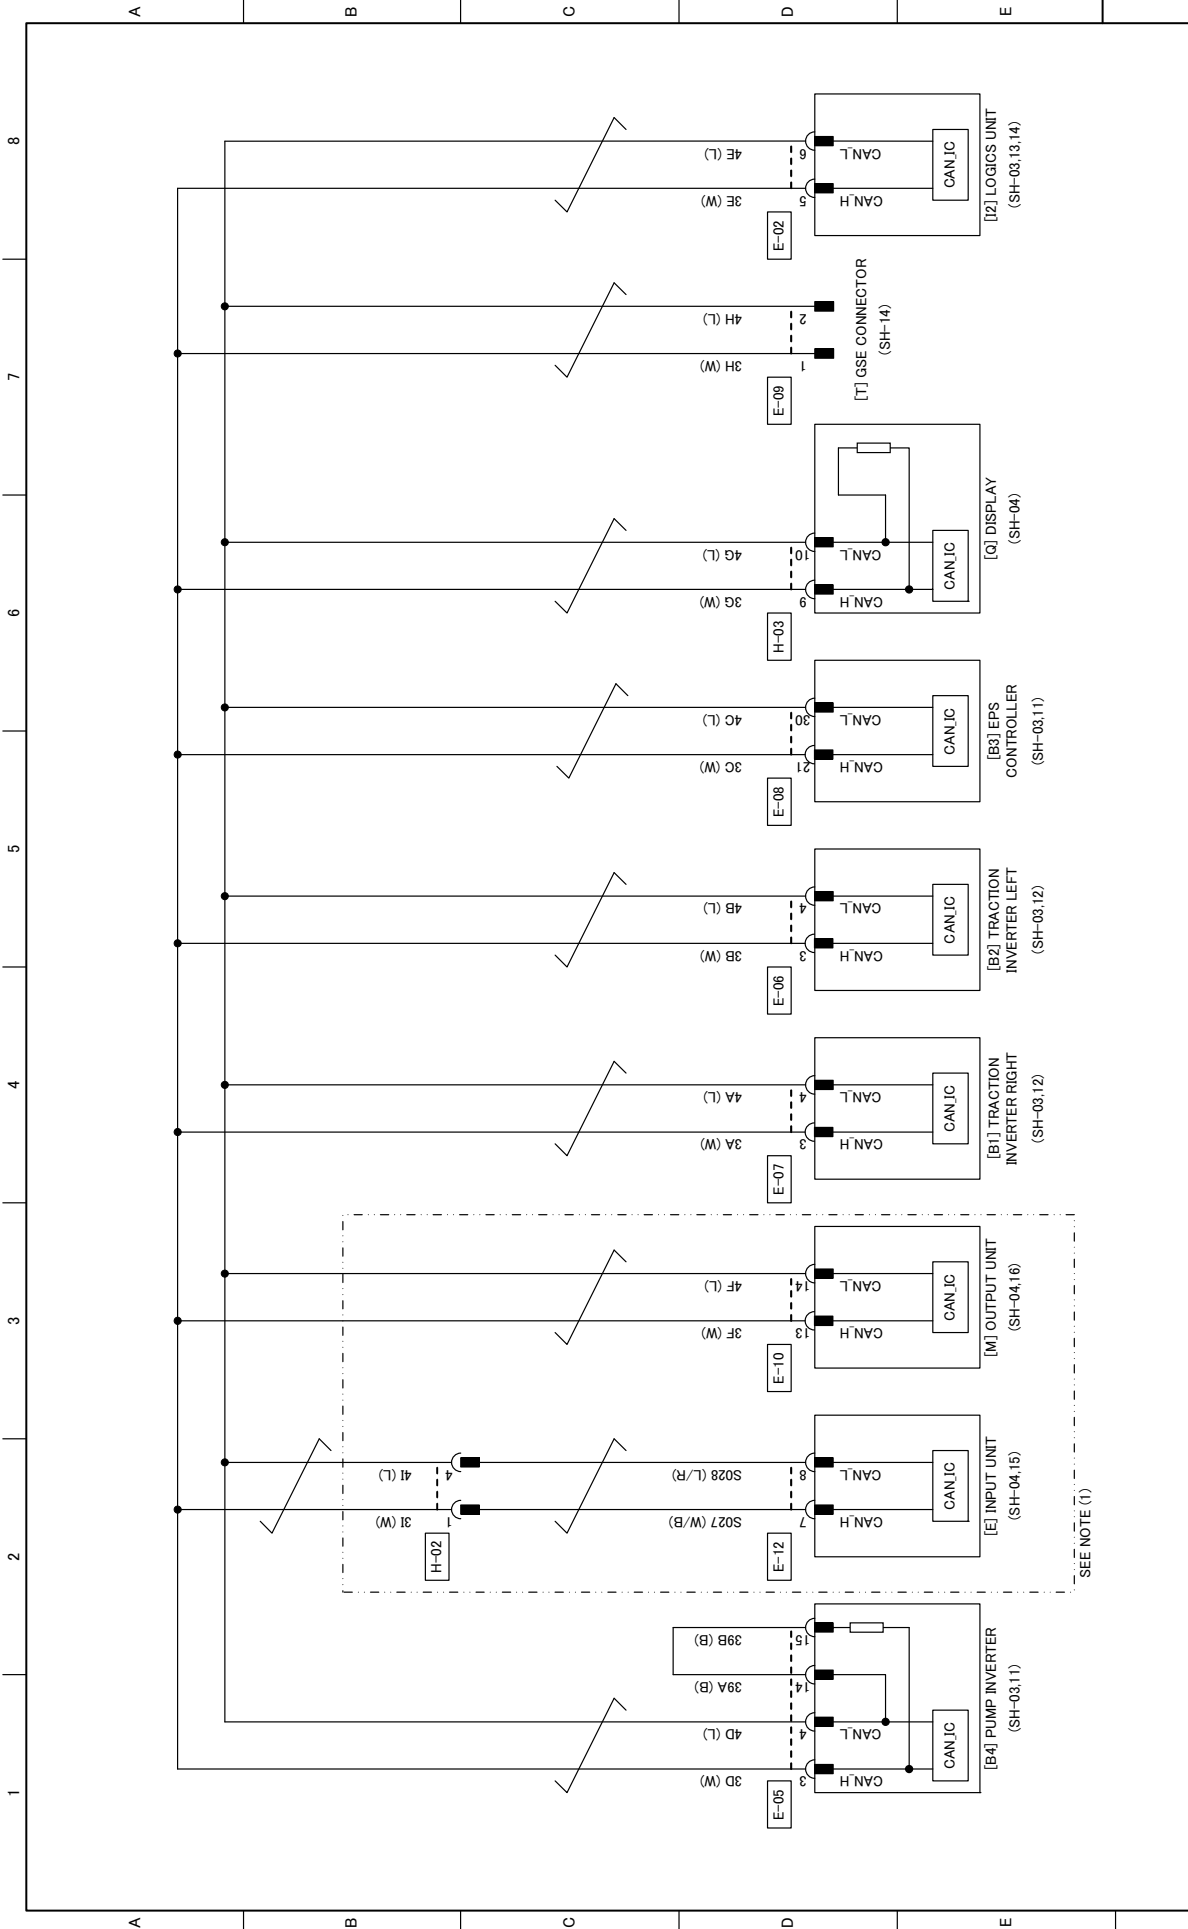 1
2
3
4
5
6
7
8
A
B
C
D
E
A
B
C
D
E
3D (W)
4D (L)
39A (B)
39B (B)
E-05
3
4
14
15
CAN_H
CAN_L
CAN_IC
[B4] PUMP INVERTER
(SH-03,11)
3I (W)
4I (L)
H-02
1
4
S027 (W/B)
S028 (L/R)
E-12
7
8
CAN_H
CAN_L
CAN_IC
[E] INPUT UNIT
(SH-04,15)
3F (W)
4F (L)
E-10
13
14
CAN_H
CAN_L
CAN_IC
[M] OUTPUT UNIT
(SH-04,16)
SEE NOTE (1)
3A (W)
4A (L)
E-07
3
4
CAN_H
CAN_L
CAN_IC
[B1] TRACTION
INVERTER RIGHT
(SH-03,12)
3B (W)
4B (L)
E-06
3
4
CAN_H
CAN_L
CAN_IC
[B2] TRACTION
INVERTER LEFT
(SH-03,12)
3C (W)
4C (L)
E-08
21
30
CAN_H
CAN_L
CAN_IC
[B3] EPS
CONTROLLER
(SH-03,11)
3G (W)
4G (L)
H-03
9
10
CAN_H
CAN_L
CAN_IC
[Q] DISPLAY
(SH-04)
3H (W)
4H (L)
E-09
1
2
[T] GSE CONNECTOR
(SH-14)
3E (W)
4E (L)
E-02
5
6
CAN_H
CAN_L
CAN_IC
[I2] LOGICS UNIT
(SH-03,13,14)